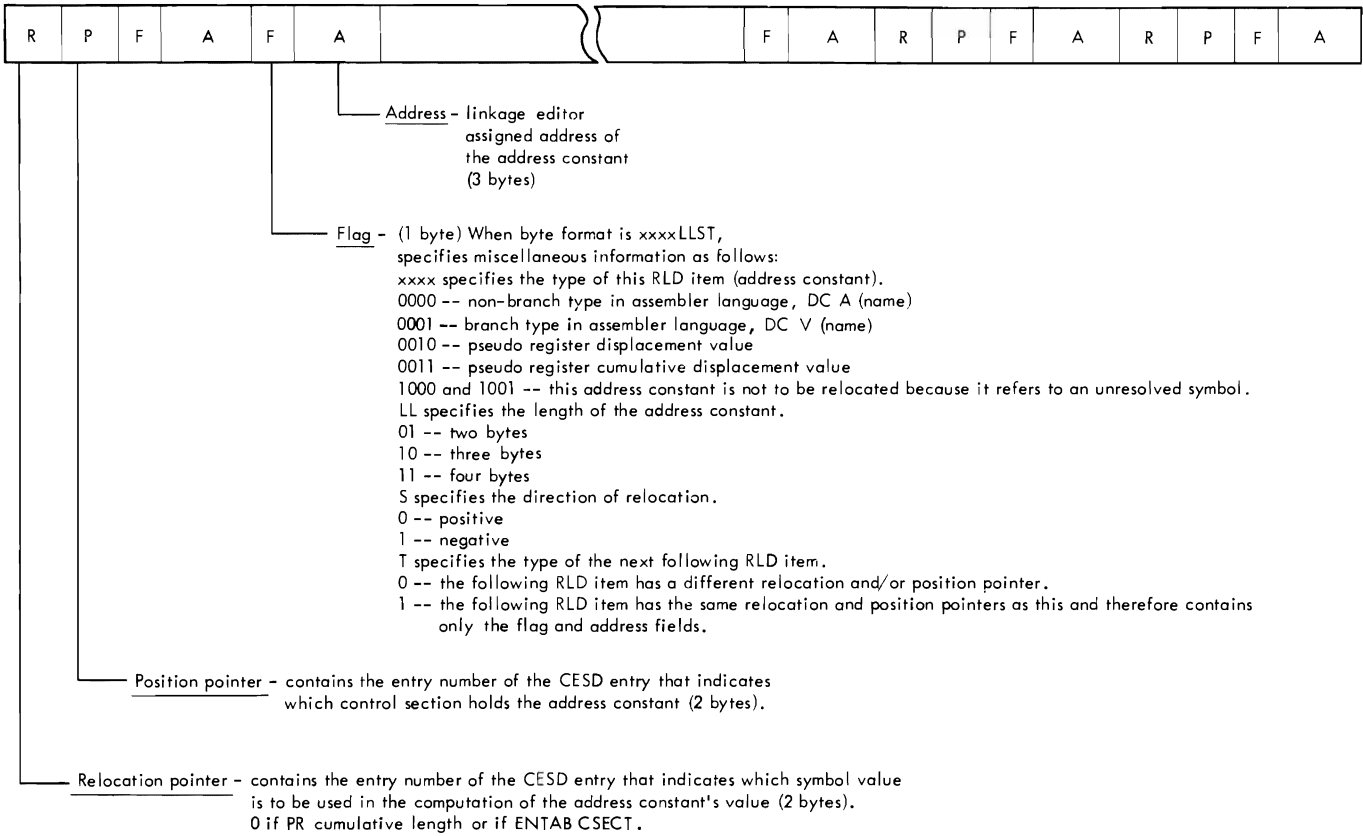 R P F A F A F A R P F A R P F A
Address - linkage editor
assigned address of
the address constant
(3 bytes)
Flag - (1 byte) When byte format is xxxxLLST,
specifies miscellaneous information as follows:
xxxx specifies the type of this RLD item (address constant).
0000 -- non-branch type in assembler language, DC A (name)
0001 -- branch type in assembler language, DC V (name)
0010 -- pseudo register displacement value
0011 -- pseudo register cumulative displacement value
1000 and 1001 -- this address constant is not to be relocated because it refers to an unresolved symbol.
LL specifies the length of the address constant.
01 -- two bytes
10 -- three bytes
11 -- four bytes
S specifies the direction of relocation.
0 -- positive
1 -- negative
T specifies the type of the next following RLD item.
0 -- the following RLD item has a different relocation and/or position pointer.
1 -- the following RLD item has the same relocation and position pointers as this and therefore contains
only the flag and address fields.
Position pointer - contains the entry number of the CESD entry that indicates
which control section holds the address constant (2 bytes).
Relocation pointer - contains the entry number of the CESD entry that indicates which symbol value
is to be used in the computation of the address constant's value (2 bytes).
0 if PR cumulative length or if ENTAB CSECT.